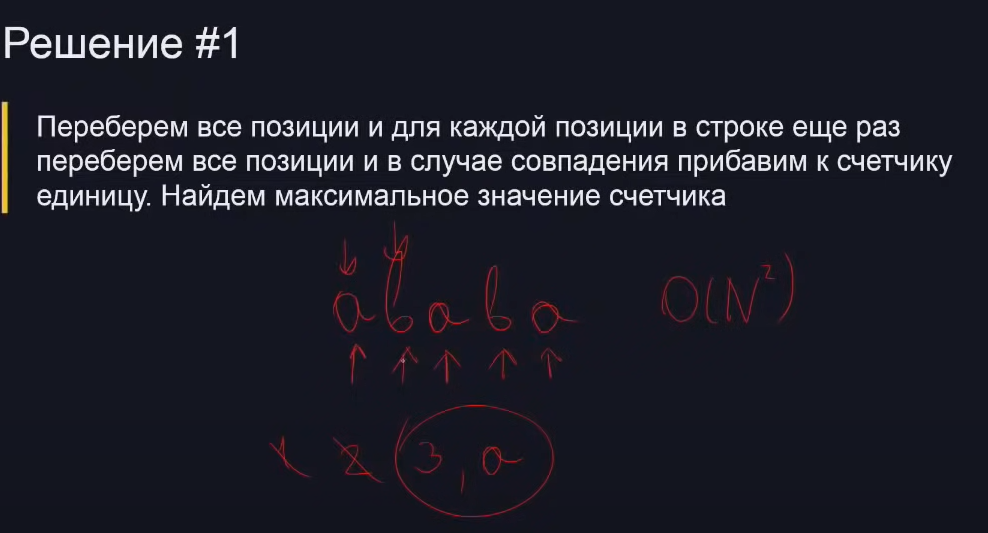 Решение #1
Переберем все позиции и для каждой позиции в строке еще раз
переберем все позиции и в случае совпадения прибавим к счетчику
единицу. Найдем максимальное значение счетчика
a b a b a O(N²)
1 2 3, a